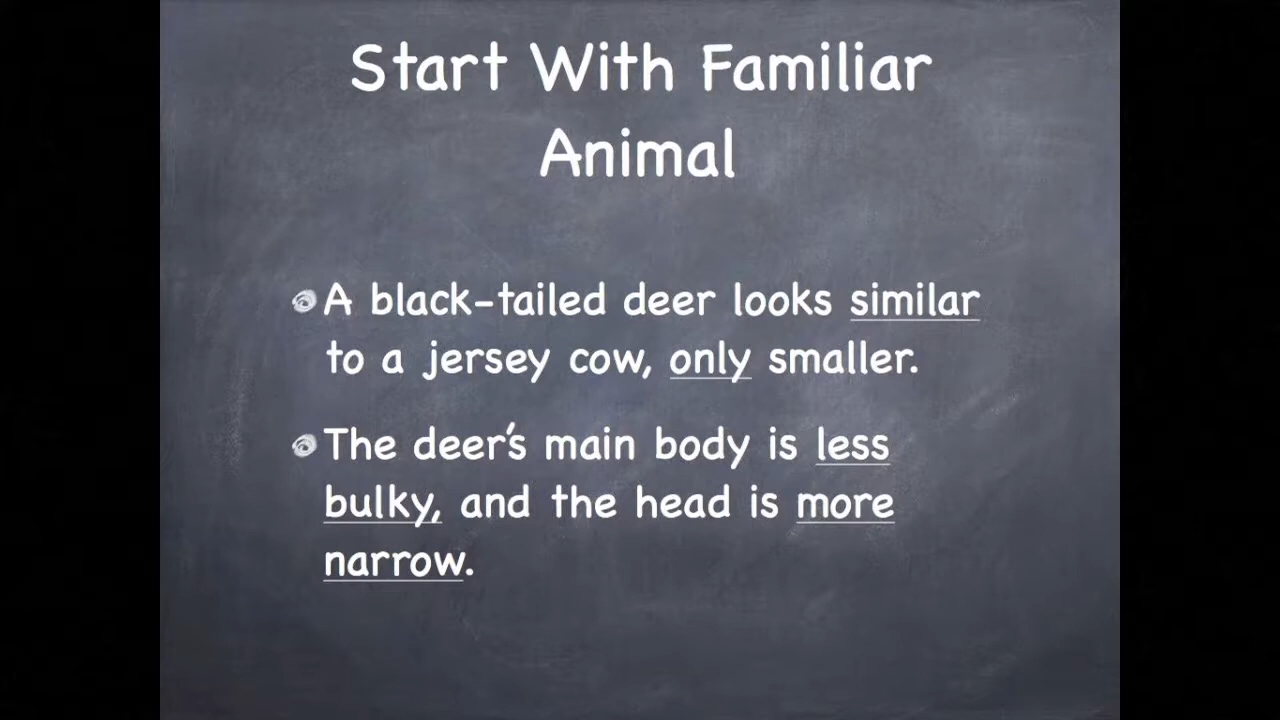 Start With Familiar
Animal
A black-tailed deer looks similar
to a jersey cow, only smaller.
The deer's main body is less
bulky, and the head is more
narrow.